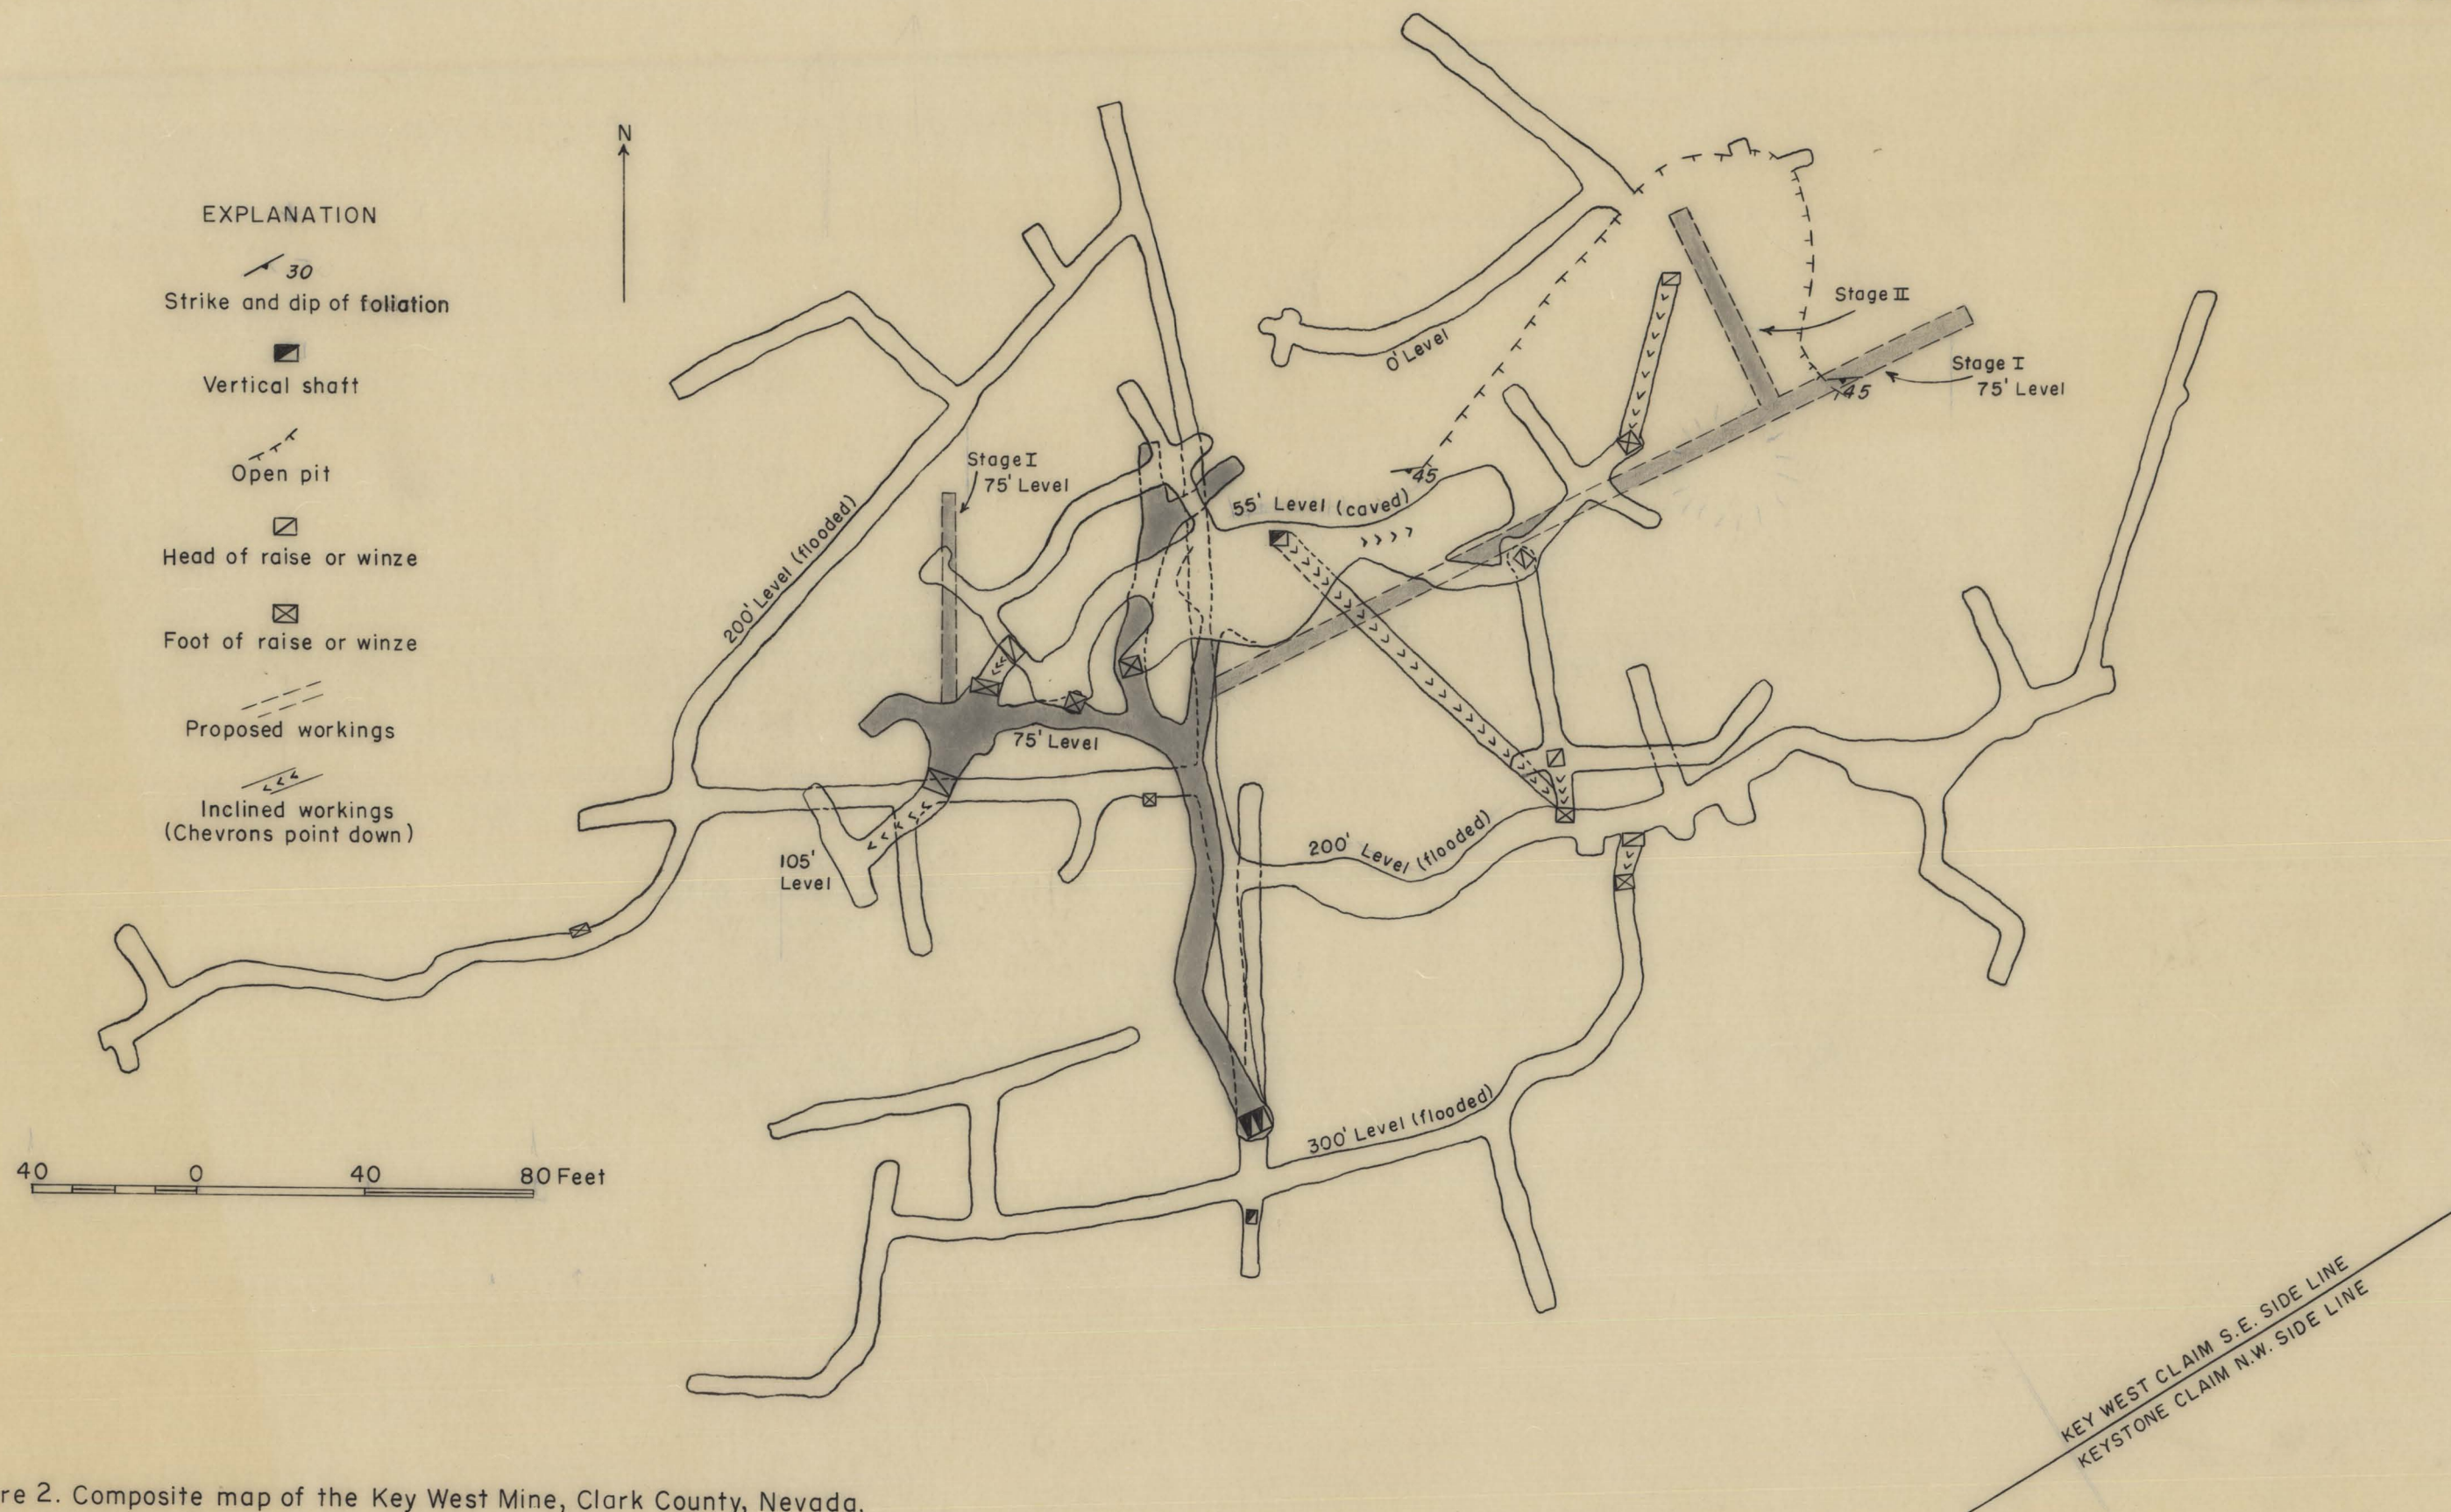 N
EXPLANATION
30
Strike and dip of foliation
Vertical shaft
Open pit
Head of raise or winze
Foot of raise or winze
Proposed workings
Inclined workings
(Chevrons point down)
0' Level
Stage II
Stage I
75' Level
45
45
Stage I
75' Level
55' Level (caved)
200' Level (flooded)
75' Level
105'
Level
200' Level (flooded)
300' Level (flooded)
40 0 40 80 Feet
KEY WEST CLAIM S.E. SIDE LINE
KEYSTONE CLAIM N.W. SIDE LINE
re 2. Composite map of the Key West Mine, Clark County, Nevada.